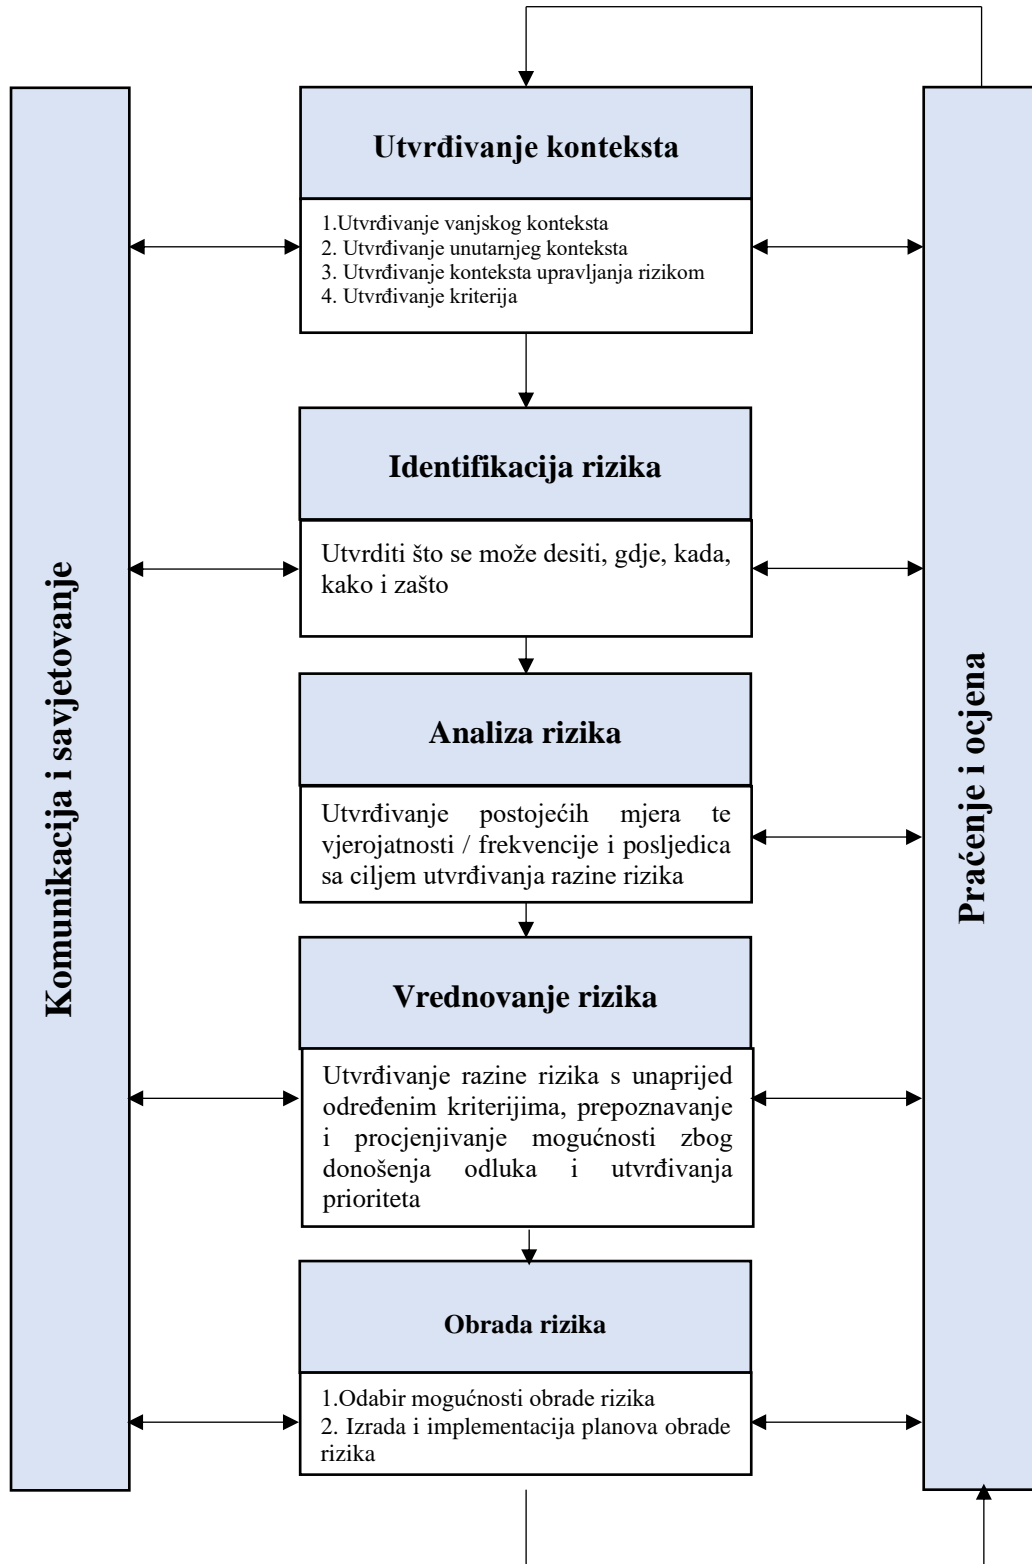 Utvrđivanje konteksta
1.Utvrđivanje vanjskog konteksta
2. Utvrđivanje unutarnjeg konteksta
3. Utvrđivanje konteksta upravljanja rizikom
4. Utvrđivanje kriterija
Identifikacija rizika
Utvrditi što se može desiti, gdje, kada,
kako i zašto
Analiza rizika
Utvrđivanje postojećih mjera te
vjerojatnosti / frekvencije i posljedica
sa ciljem utvrđivanja razine rizika
Vrednovanje rizika
Utvrđivanje razine rizika s unaprijed
određenim kriterijima, prepoznavanje
i procjenjivanje mogućnosti zbog
donošenja odluka i utvrđivanja
prioriteta
Obrada rizika
1.Odabir mogućnosti obrade rizika
2. Izrada i implementacija planova obrade
rizika
Komunikacija i savjetovanje
Praćenje i ocjena